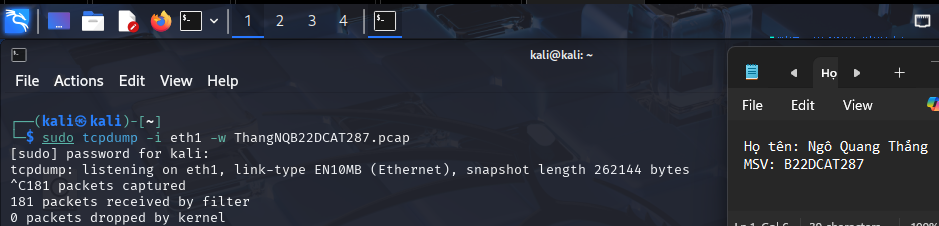 1 2 3 4
kali@kali: ~
File Actions Edit View Help
┌──(kali㉿kali)-[~]
└─$ sudo tcpdump -i eth1 -w ThangNQB22DCAT287.pcap
[sudo] password for kali:
tcpdump: listening on eth1, link-type EN10MB (Ethernet), snapshot length 262144 bytes
^C181 packets captured
181 packets received by filter
0 packets dropped by kernel
Họ
File Edit View
Họ tên: Ngô Quang Thắng
MSV: B22DCAT287